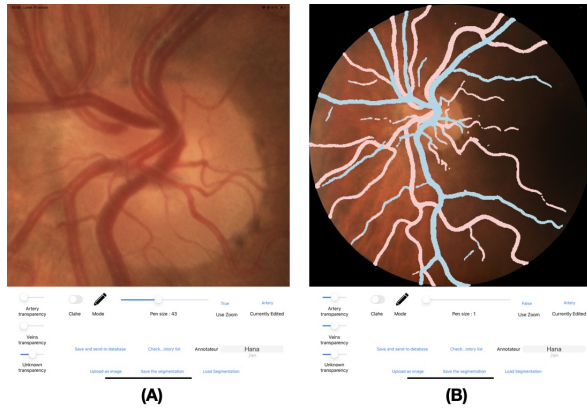 Artery transparency
Clahe
Mode
Pen size : 43
True
Use Zoom
Artery
Currently Edited
Veins transparency
Unknown transparency
Save and send to database
Check...istory list
Annotateur
Hana
Upload an image
Save the segmentation
Load Segmentation
(A)
Artery transparency
Clahe
Mode
Pen size : 1
False
Use Zoom
Artery
Currently Edited
Veins transparency
Unknown transparency
Save and send to database
Check...istory list
Annotateur
Hana
Upload an image
Save the segmentation
Load Segmentation
(B)